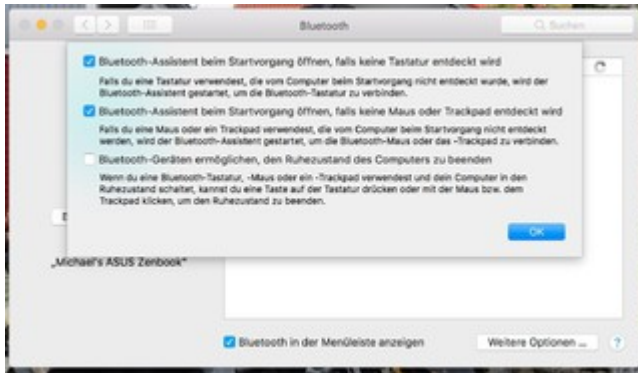 Bluetooth
Suchen
Bluetooth-Assistent beim Startvorgang öffnen, falls keine Tastatur entdeckt wird
Falls du eine Tastatur verwendest, die vom Computer beim Startvorgang nicht entdeckt wurde, wird der
Bluetooth-Assistent gestartet, um die Bluetooth-Tastatur zu verbinden.
Bluetooth-Assistent beim Startvorgang öffnen, falls keine Maus oder Trackpad entdeckt wird
Falls du eine Maus oder ein Trackpad verwendest, die vom Computer beim Startvorgang nicht entdeckt
werden, wird der Bluetooth-Assistent gestartet, um die Bluetooth-Maus oder das -Trackpad zu verbinden.
Bluetooth-Geräten ermöglichen, den Ruhezustand des Computers zu beenden
Wenn du eine Bluetooth-Tastatur, -Maus oder ein -Trackpad verwendest und dein Computer in den
Ruhezustand schaltet, kannst du eine Taste auf der Tastatur drücken oder mit der Maus bzw. dem
Trackpad klicken, um den Ruhezustand zu beenden.
OK
„Michael's ASUS Zenbook“
Bluetooth in der Menüleiste anzeigen
Weitere Optionen ...
?